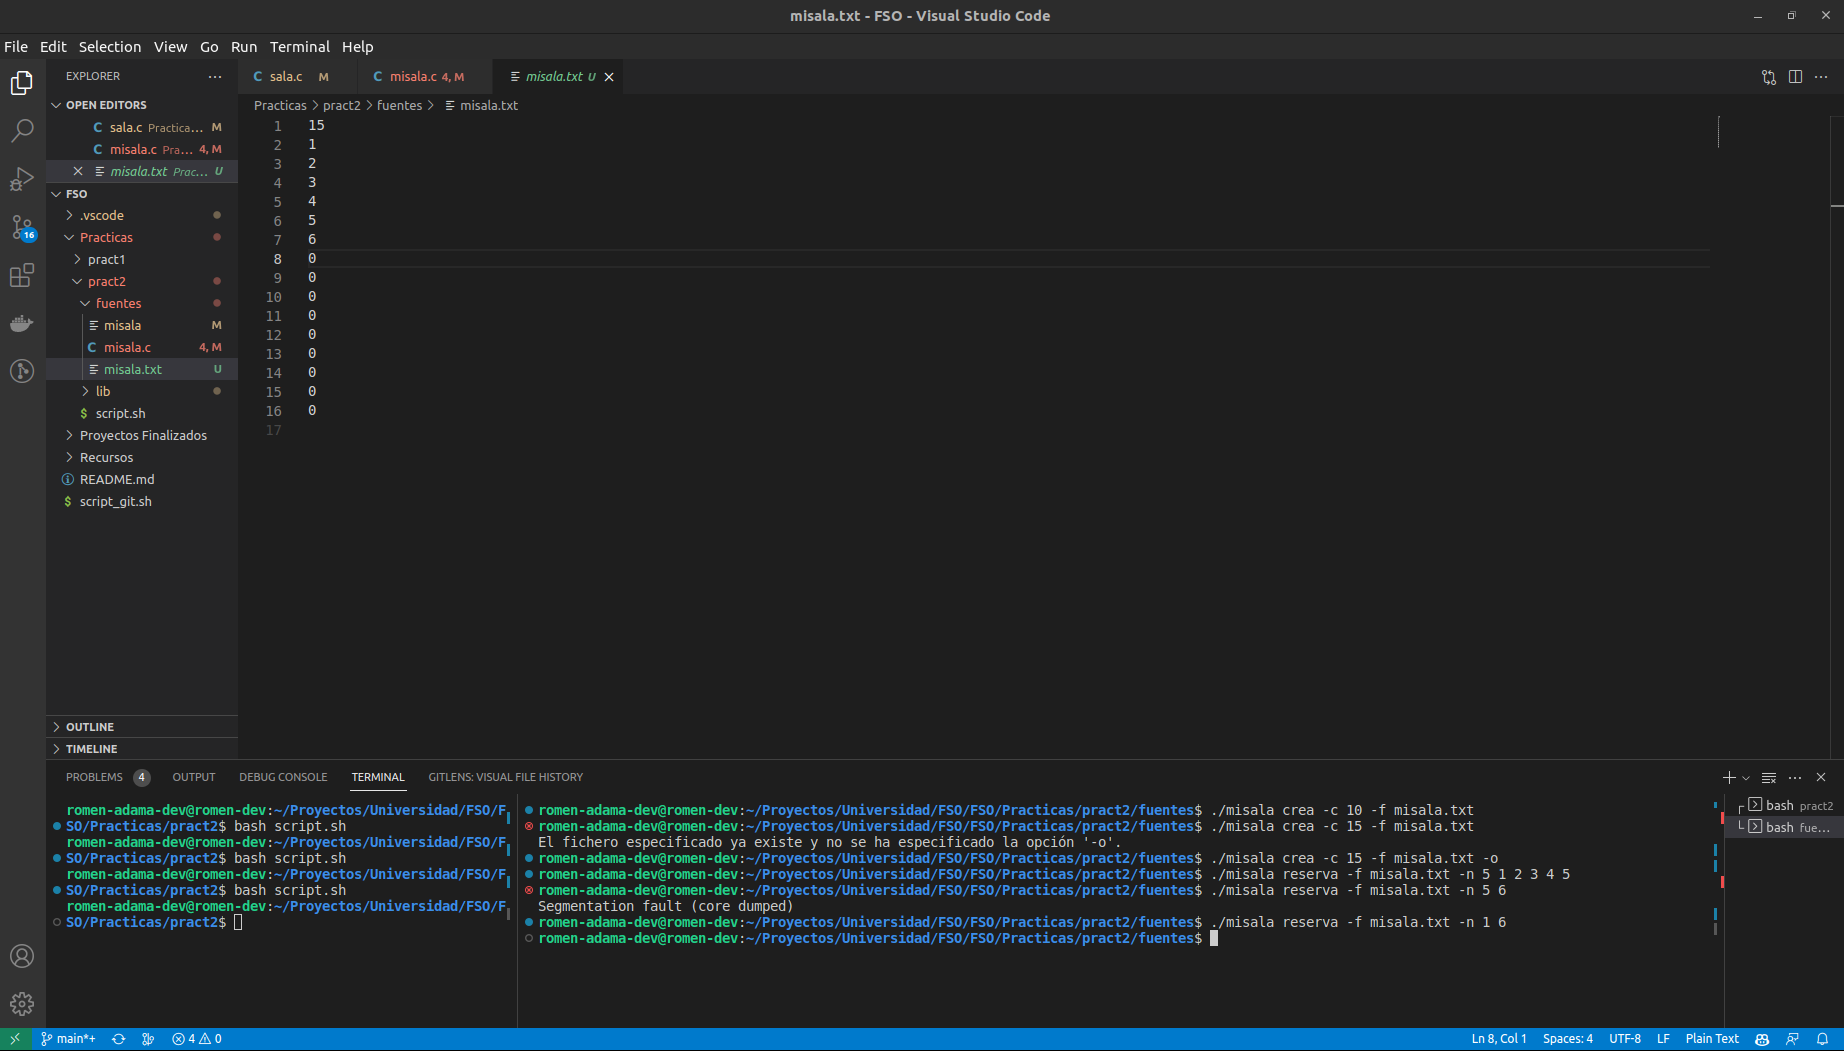 misala.txt - FSO - Visual Studio Code
File Edit Selection View Go Run Terminal Help
EXPLORER
OPEN EDITORS
sala.c Practica... M
misala.c Pra... 4, M
misala.txt Prac... U
FSO
.vscode
Practicas
pract1
pract2
fuentes
misala M
misala.c 4, M
misala.txt U
lib
$ script.sh
Proyectos Finalizados
Recursos
README.md
$ script_git.sh
OUTLINE
TIMELINE
16
C sala.c M
C misala.c 4, M
misala.txt U
Practicas > pract2 > fuentes > misala.txt
1 15
2 1
3 2
4 3
5 4
6 5
7 6
8 0
9 0
10 0
11 0
12 0
13 0
14 0
15 0
16 0
17
PROBLEMS 4 OUTPUT DEBUG CONSOLE TERMINAL GITLENS: VISUAL FILE HISTORY
romen-adama-dev@romen-dev:~/Proyectos/Universidad/FSO/F
SO/Practicas/pract2$ bash script.sh
romen-adama-dev@romen-dev:~/Proyectos/Universidad/FSO/F
SO/Practicas/pract2$ bash script.sh
romen-adama-dev@romen-dev:~/Proyectos/Universidad/FSO/F
SO/Practicas/pract2$ bash script.sh
romen-adama-dev@romen-dev:~/Proyectos/Universidad/FSO/F
SO/Practicas/pract2$
romen-adama-dev@romen-dev:~/Proyectos/Universidad/FSO/FSO/Practicas/pract2/fuentes$ ./misala crea -c 10 -f misala.txt
romen-adama-dev@romen-dev:~/Proyectos/Universidad/FSO/FSO/Practicas/pract2/fuentes$ ./misala crea -c 15 -f misala.txt
El fichero especificado ya existe y no se ha especificado la opción '-o'.
romen-adama-dev@romen-dev:~/Proyectos/Universidad/FSO/FSO/Practicas/pract2/fuentes$ ./misala crea -c 15 -f misala.txt -o
romen-adama-dev@romen-dev:~/Proyectos/Universidad/FSO/FSO/Practicas/pract2/fuentes$ ./misala reserva -f misala.txt -n 5 1 2 3 4 5
romen-adama-dev@romen-dev:~/Proyectos/Universidad/FSO/FSO/Practicas/pract2/fuentes$ ./misala reserva -f misala.txt -n 5 6
Segmentation fault (core dumped)
romen-adama-dev@romen-dev:~/Proyectos/Universidad/FSO/FSO/Practicas/pract2/fuentes$ ./misala reserva -f misala.txt -n 1 6
romen-adama-dev@romen-dev:~/Proyectos/Universidad/FSO/FSO/Practicas/pract2/fuentes$
bash pract2
bash fue...
main*+ 4 0 Ln 8, Col 1 Spaces: 4 UTF-8 LF Plain Text